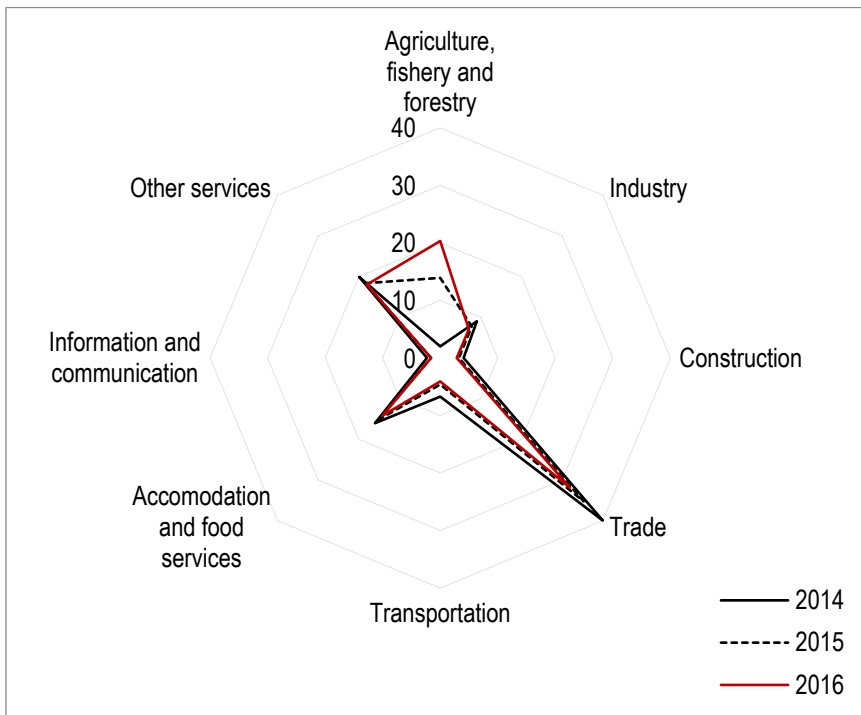 Agriculture,
fishery and
forestry
40
30
20
10
0
Other services
Industry
Information and
communication
Construction
Accomodation
and food
services
Trade
Transportation
2014
2015
2016